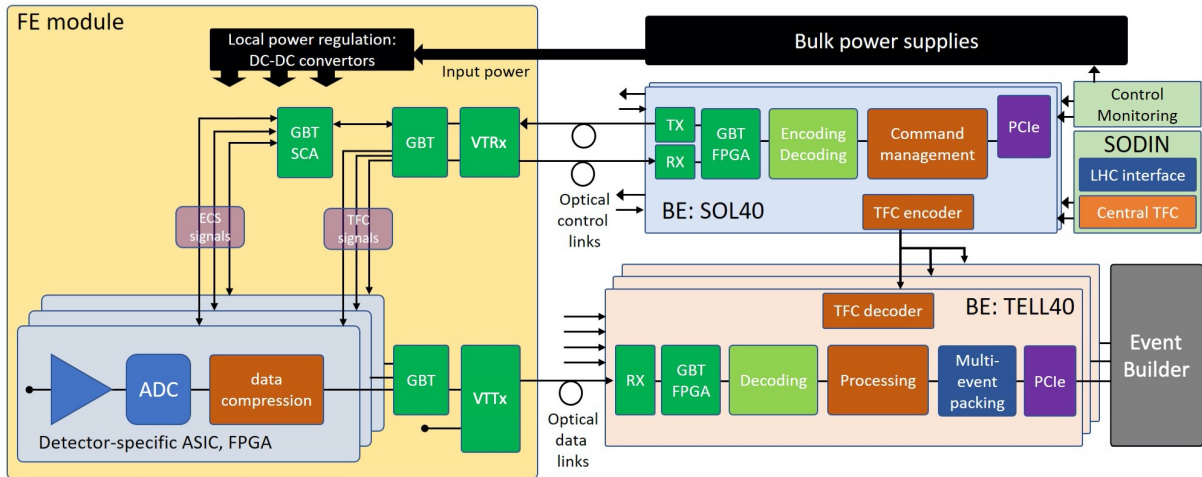 FE module
Local power regulation:
DC-DC convertors
Input power
Bulk power supplies
GBT
SCA
GBT
VTRx
ECS
signals
TFC
signals
Optical
control
links
TX
RX
GBT
FPGA
Encoding
Decoding
Command
management
PCIe
BE: SOL40
TFC encoder
Control
Monitoring
SODIN
LHC interface
Central TFC
ADC
data
compression
Detector-specific ASIC, FPGA
GBT
VTTx
Optical
data
links
TFC decoder
BE: TELL40
RX
GBT
FPGA
Decoding
Processing
Multi-
event
packing
PCIe
Event
Builder